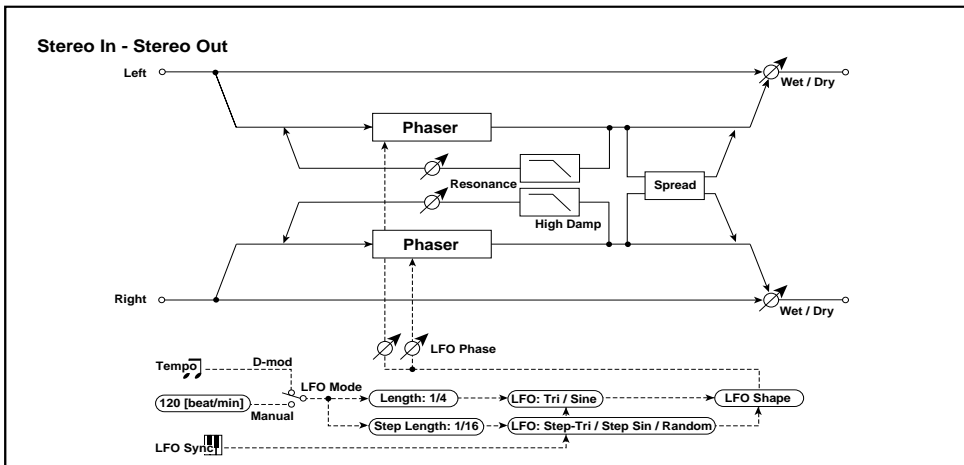 Stereo In - Stereo Out
Left
Wet / Dry
Phaser
Resonance
Spread
High Damp
Phaser
Right
Wet / Dry
LFO Phase
Tempo
D-mod
LFO Mode
120 [beat/min]
Manual
Length: 1/4
LFO: Tri / Sine
LFO Shape
Step Length: 1/16
LFO: Step-Tri / Step Sin / Random
LFO Sync